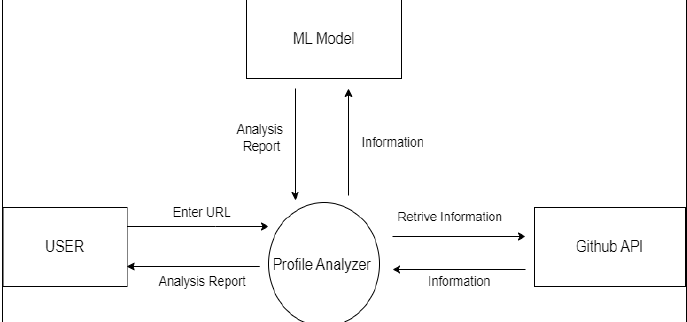 ML Model
Analysis
Report
Information
Enter URL
Retrive Information
USER
Profile Analyzer
Github API
Analysis Report
Information